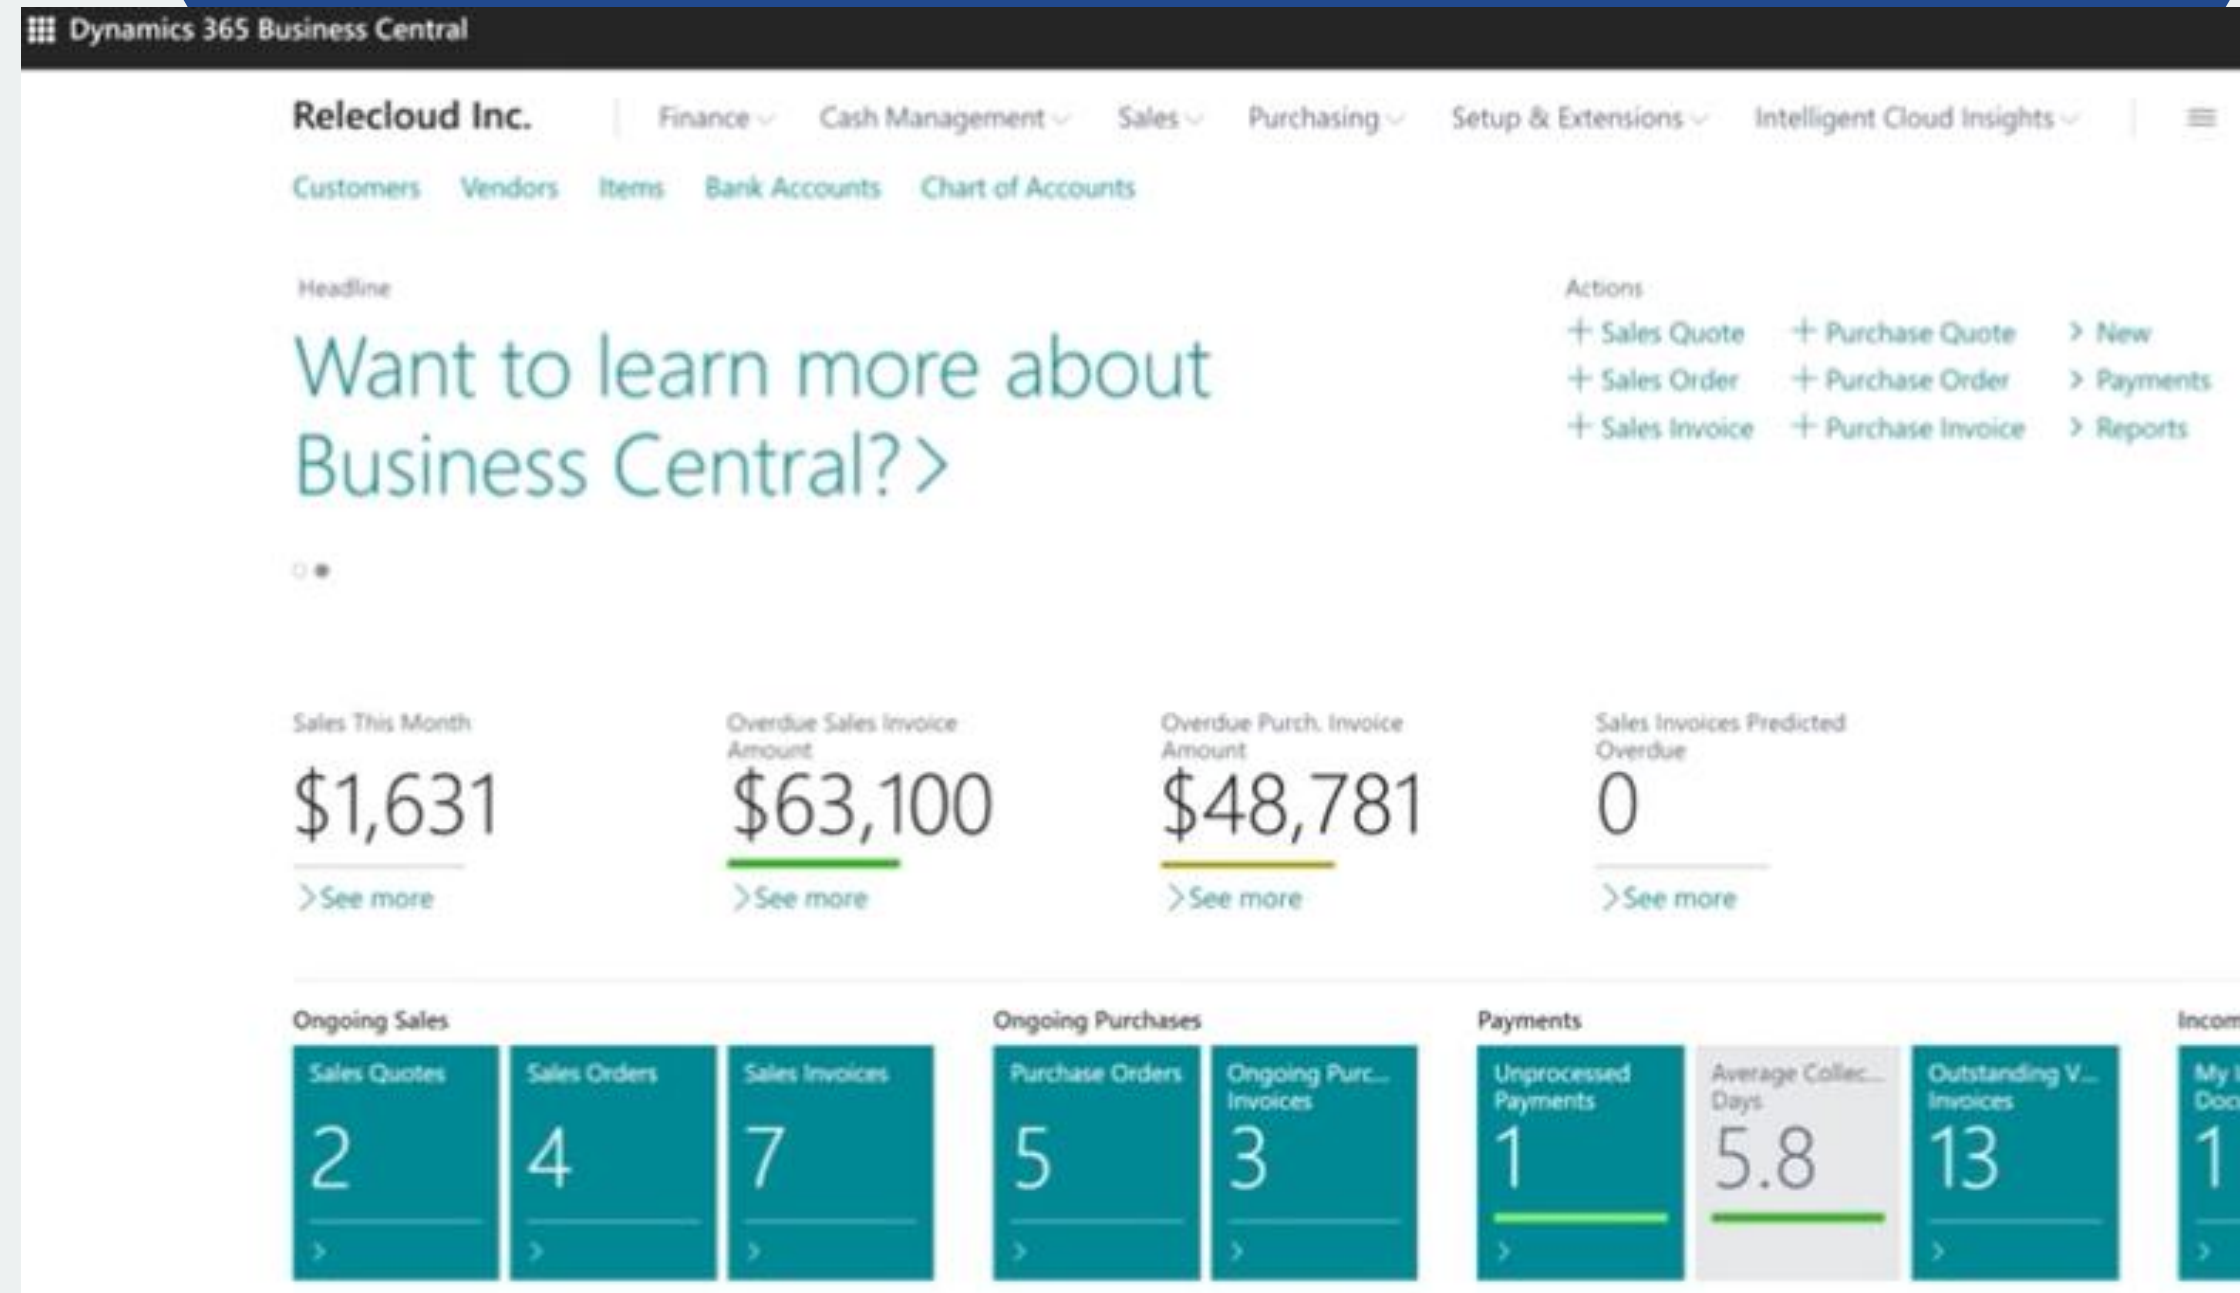 Dynamics 365 Business Central
Relecloud Inc. Finance Cash Management Sales Purchasing Setup & Extensions Intelligent Cloud Insights
Customers Vendors Items Bank Accounts Chart of Accounts
Headline
Want to learn more about
Business Central?>
Actions
+ Sales Quote + Purchase Quote > New
+ Sales Order + Purchase Order > Payments
+ Sales Invoice + Purchase Invoice > Reports
Sales This Month
$1,631
>See more
Overdue Sales Invoice
Amount
$63,100
>See more
Overdue Purch. Invoice
Amount
$48,781
>See more
Sales Invoices Predicted
Overdue
0
>See more
Ongoing Sales
Sales Quotes
2
>
Sales Orders
4
>
Sales Invoices
7
>
Ongoing Purchases
Purchase Orders
5
>
Ongoing Purc...
Invoices
3
>
Payments
Unprocessed
Payments
1
>
Average Collec...
Days
5.8
Outstanding V...
Invoices
13
>
Incom
My
Doc
1
>